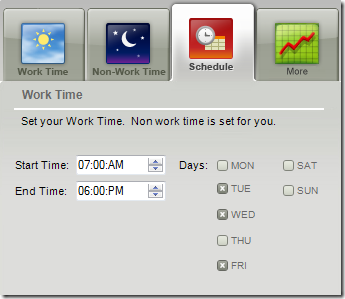 Work Time
Non-Work Time
Schedule
More
Work Time
Set your Work Time. Non work time is set for you.
Start Time: 07:00:AM Days: MON SAT
End Time: 06:00:PM TUE SUN
WED
THU
FRI